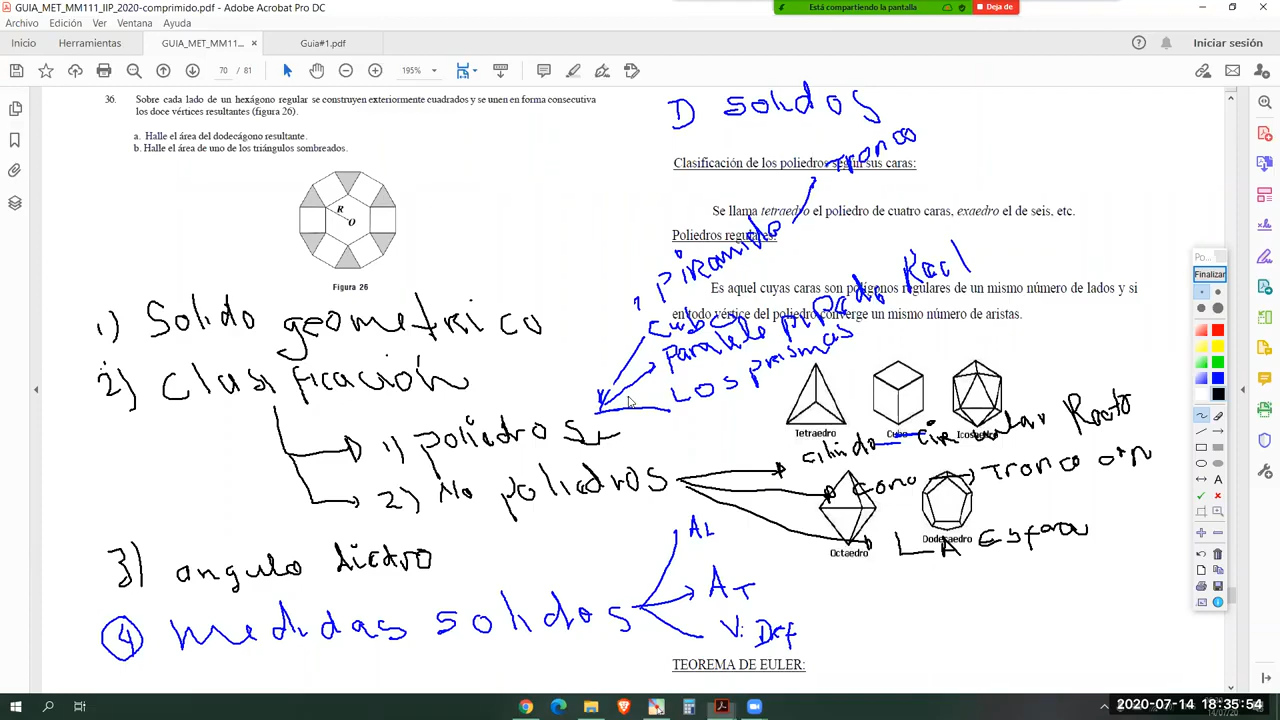 GUIA_MET_MM111_IIP_2020-comprimido.pdf - Adobe Acrobat Pro DC
Está compartiendo la pantalla
Deja de
Archivo Edición Ver Ventana Ayuda
Inicio Herramientas GUIA_MET_MM11... × Guia#1.pdf Iniciar sesión
70 / 81 195%
36. Sobre cada lado de un hexágono regular se construyen exteriormente cuadrados y se unen en forma consecutiva
los doce vértices resultantes (figura 26).
a. Halle el área del dodecágono resultante.
b. Halle el área de uno de los triángulos sombreados.
R
O
Figura 26
1) Solido geometrico
2) Clasificación
1) poliedros
2) No poliedros
3) angulo diedro
4 medidas solidos
AL
AT
V: Def
D solidos
Clasificación de los poliedros según sus caras:
Tronco
Se llama tetraedro el poliedro de cuatro caras, exaedro el de seis, etc.
Poliedros regulares:
Piramide
Es aquel cuyas caras son polígonos regulares de un mismo número de lados y si
en todo vértice del poliedro converge un mismo número de aristas.
Cubo
Paralelepipedo Recl
Los prismas
Tetraedro
Cubo
Icosaedro
cilindro circular Recto
Cono Tronco
Octaedro
Dodecaedro
LA Esfera
TEOREMA DE EULER:
Po...
Finalizar
2020-07-14 18:35:54